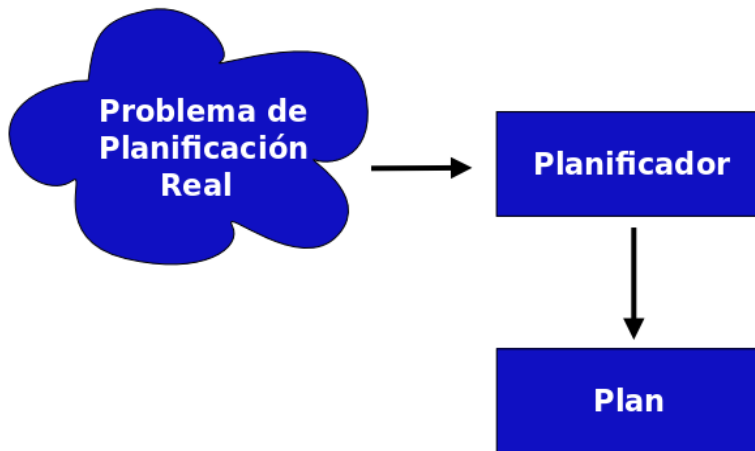 Problema de
Planificación
Real
Planificador
Plan